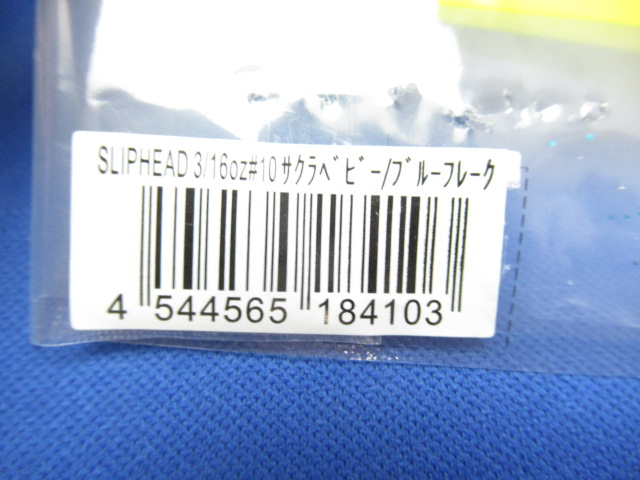 SLIPHEAD 3/16oz#10 ｻｸﾗﾍﾞﾋﾞｰ/ﾌﾞﾙｰﾌﾚｰｸ
4 544565 184103